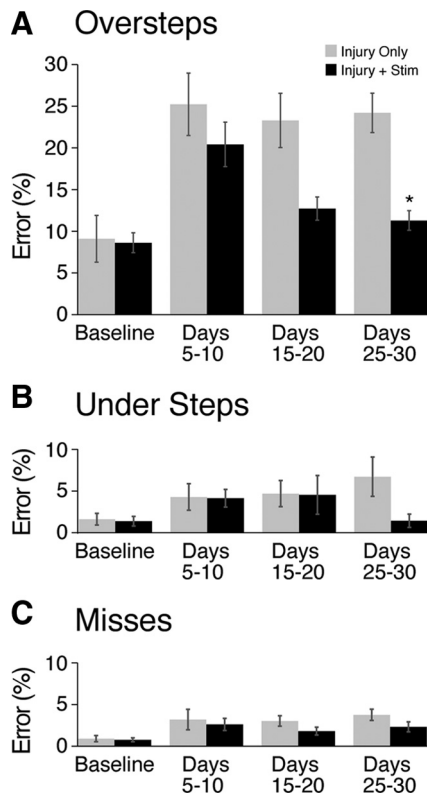 A Oversteps
Injury Only
Injury + Stim
Error (%)
30
25
20
15
10
5
0
*
Baseline Days Days Days
5-10 15-20 25-30
B Under Steps
Error (%)
10
5
0
Baseline Days Days Days
5-10 15-20 25-30
C Misses
Error (%)
10
5
0
Baseline Days Days Days
5-10 15-20 25-30